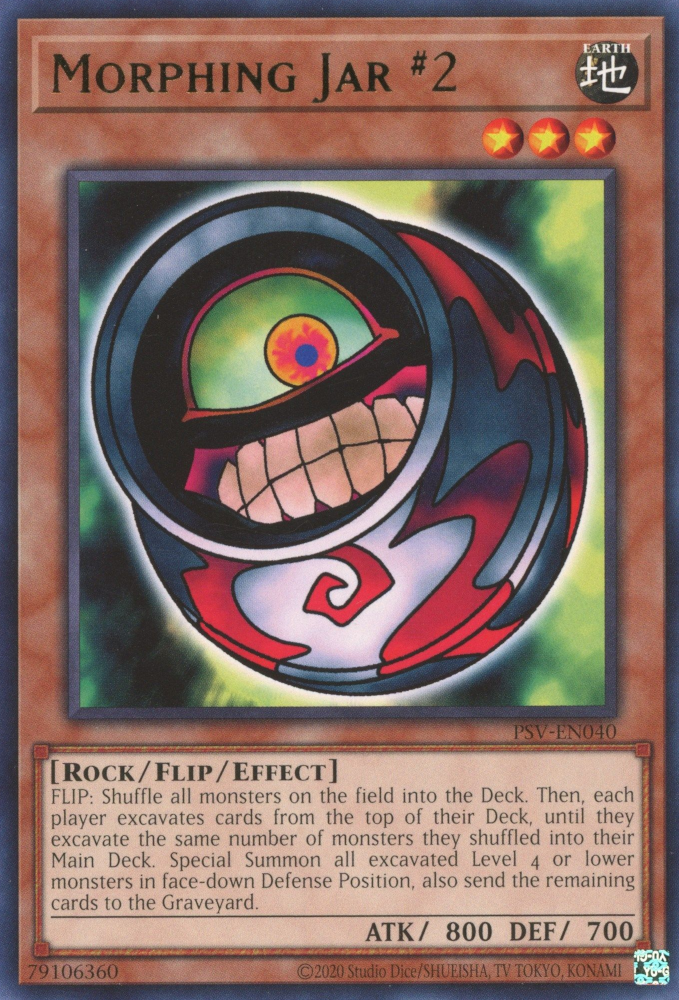 MORPHING JAR #2
EARTH
地
PSV-EN040
[ROCK/FLIP/EFFECT]
FLIP: Shuffle all monsters on the field into the Deck. Then, each
player excavates cards from the top of their Deck, until they
excavate the same number of monsters they shuffled into their
Main Deck. Special Summon all excavated Level 4 or lower
monsters in face-down Defense Position, also send the remaining
cards to the Graveyard.
ATK/ 800 DEF/ 700
79106360
©2020 Studio Dice/SHUEISHA, TV TOKYO, KONAMI